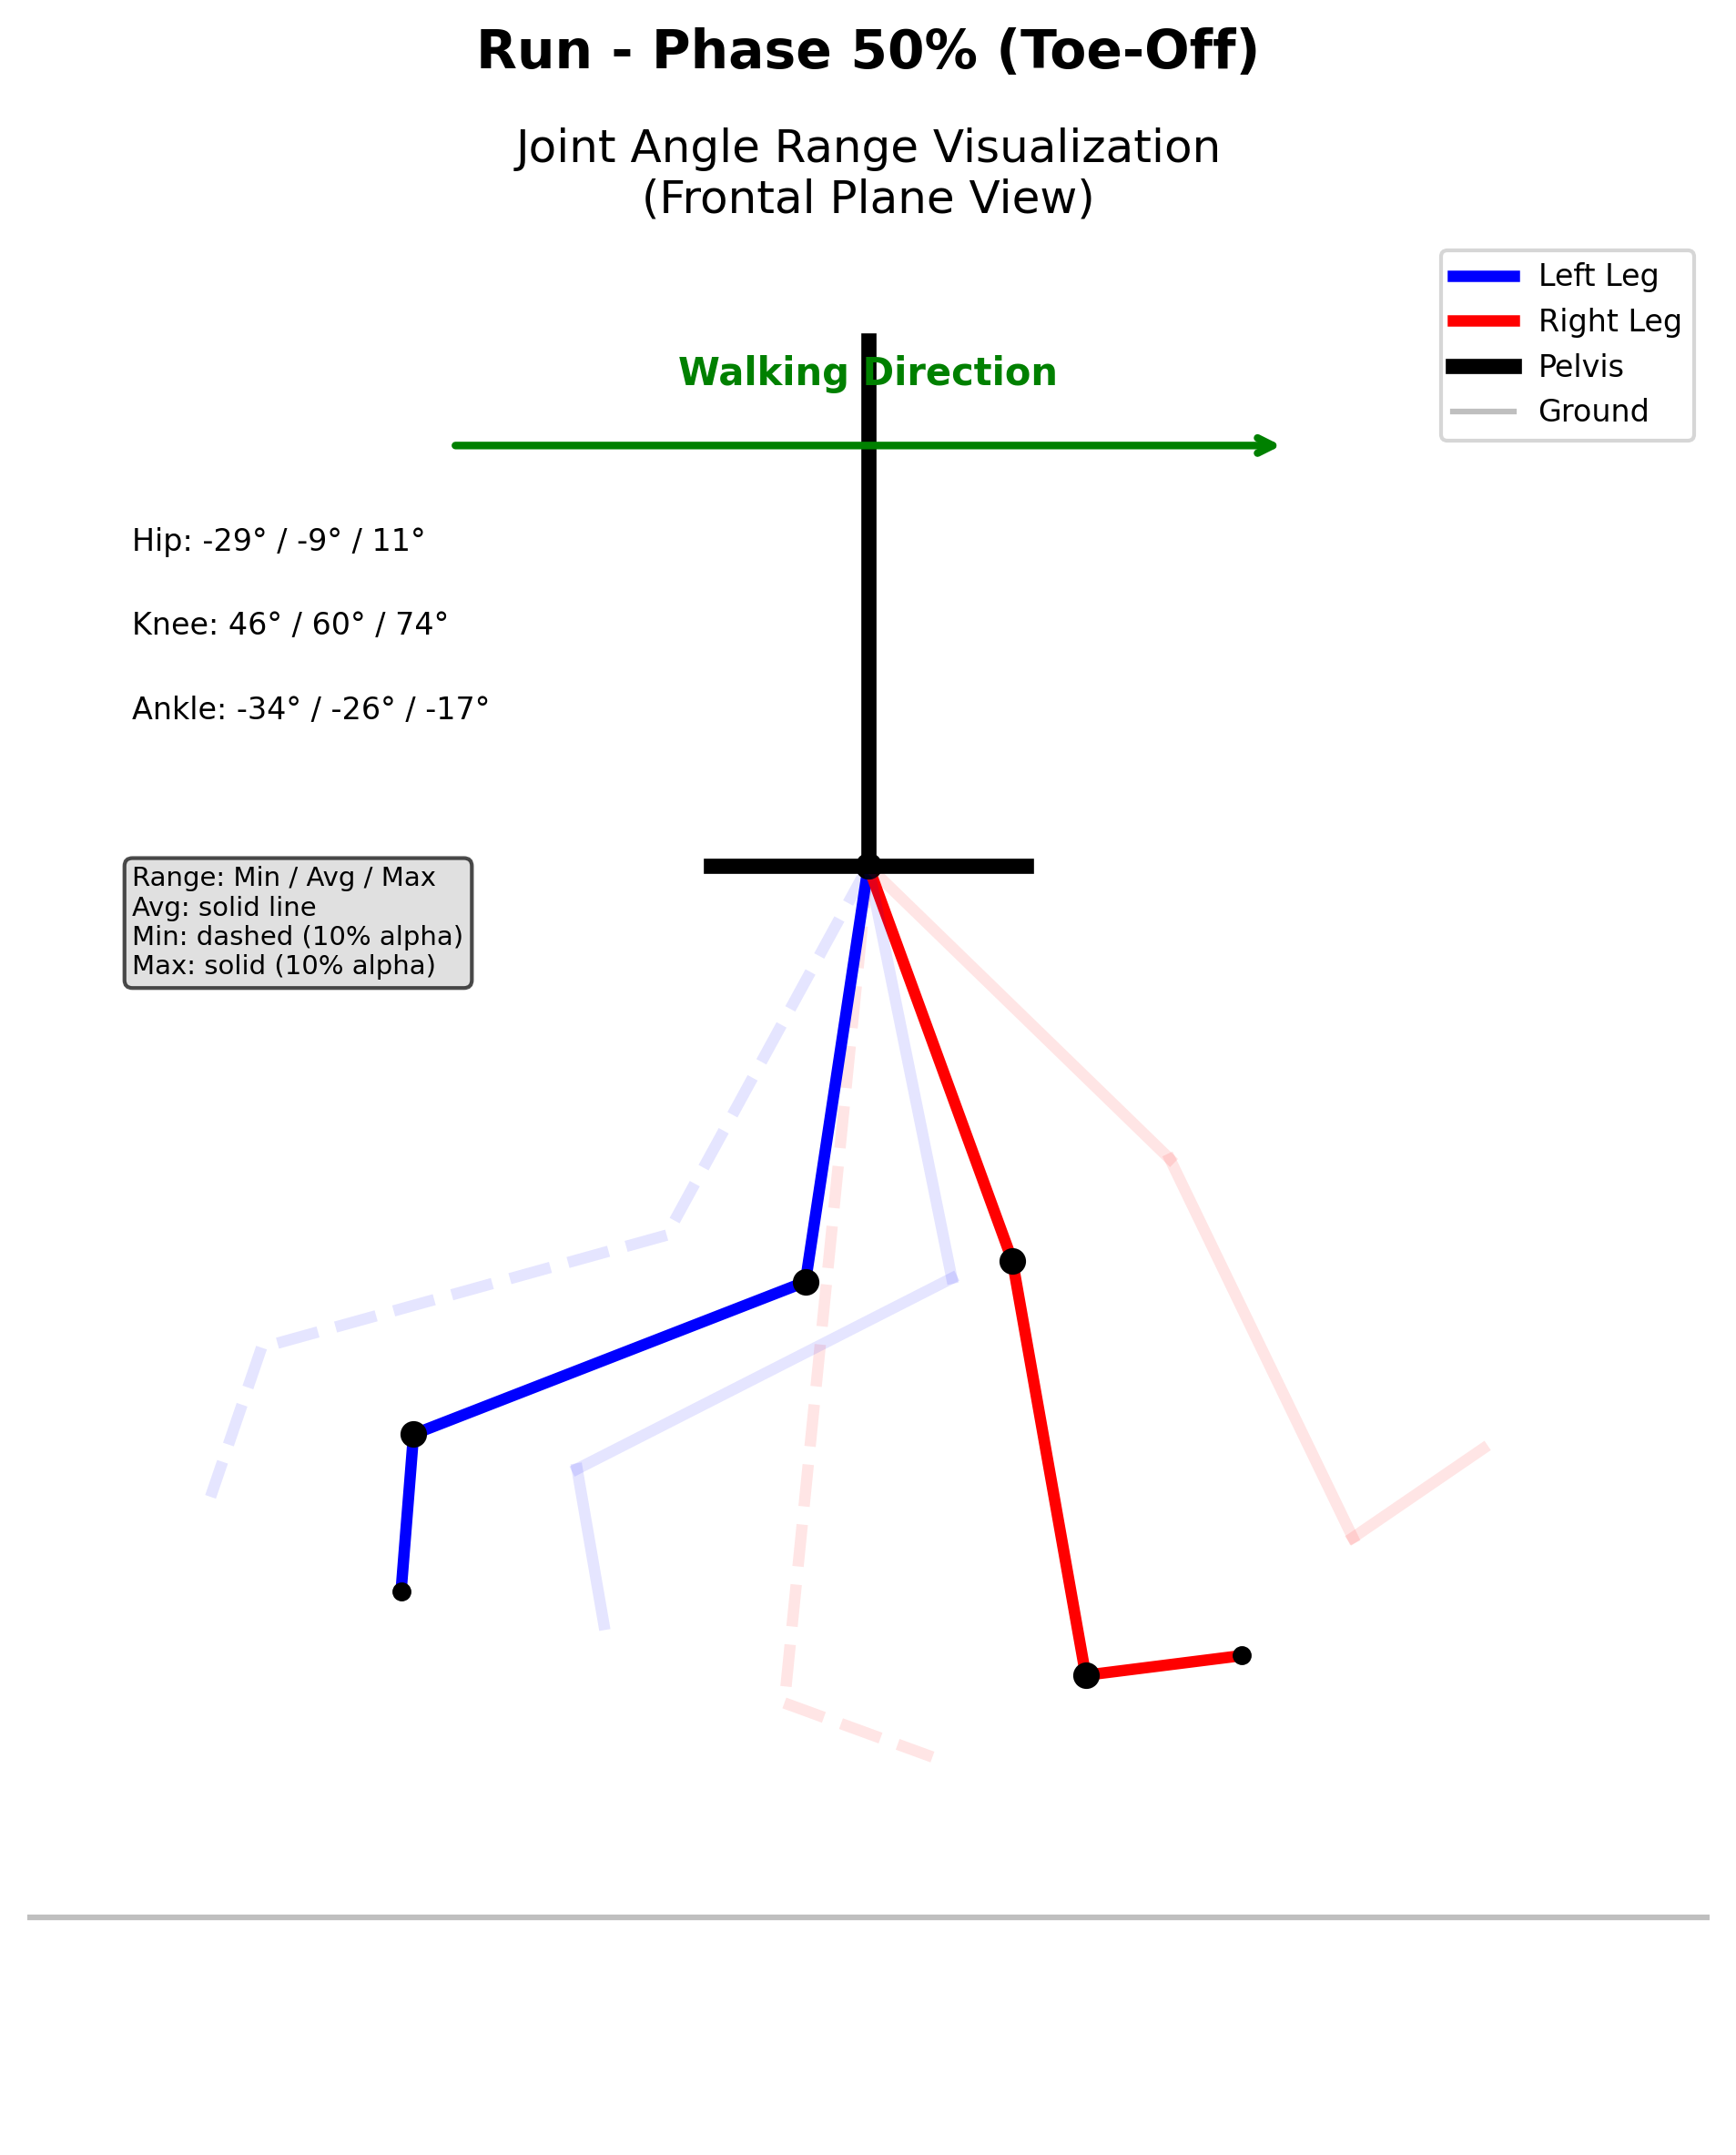 Run - Phase 50% (Toe-Off)
Joint Angle Range Visualization
(Frontal Plane View)
Left Leg
Right Leg
Pelvis
Ground
Walking Direction
Hip: -29° / -9° / 11°
Knee: 46° / 60° / 74°
Ankle: -34° / -26° / -17°
Range: Min / Avg / Max
Avg: solid line
Min: dashed (10% alpha)
Max: solid (10% alpha)